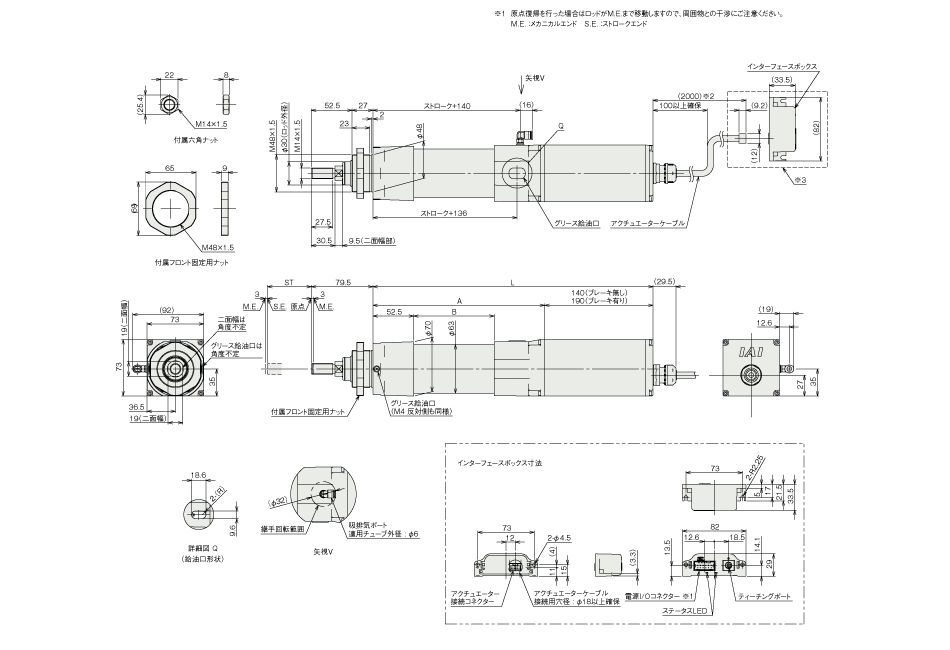 ※1 原点復帰を行った場合はロッドがM.E.まで移動しますので、周囲物との干渉にご注意ください。
M.E. :メカニカルエンド S.E. :ストロークエンド
22
8
(25.4)
M14×1.5
付属六角ナット
65
9
69
M48×1.5
付属フロント固定用ナット
矢視V
52.5
27
ストローク+140
(16)
23
2
M48×1.5
φ30(ロッド外径)
M14×1.5
φ48
Q
27.5
30.5
9.5(二面幅部)
ストローク+136
グリース給油口
アクチュエーターケーブル
(2000)※2
100以上確保
(9.2)
(12)
インターフェースボックス
(33.5)
(82)
※3
ST
79.5
L
(29.5)
3
3
M.E.
S.E.
原点
M.E.
140(ブレーキ無し)
190(ブレーキ有り)
A
52.5
B
φ70
φ63
付属フロント固定用ナット
グリース給油口
(M4 反対側も同様)
(92)
73
19(二面幅)
73
二面幅は
角度不定
グリース給油口は
角度不定
35
36.5
19(二面幅)
(19)
12.6
IAI
27
35
18.6
2-(R)
9.6
詳細図 Q
(給油口形状)
(φ32)
継手回転範囲
吸排気ポート
適用チューブ外径:φ6
矢視V
インターフェースボックス寸法
73
2-R2.25
5
17
21.5
33.5
73
12
2-φ4.5
(4)
11
15
アクチュエーター
接続コネクター
アクチュエーターケーブル
接続用穴径:φ18以上確保
(3.3)
82
12.6
18.5
13.5
14.1
29
電源I/Oコネクター ※1
ステータスLED
ティーチングポート